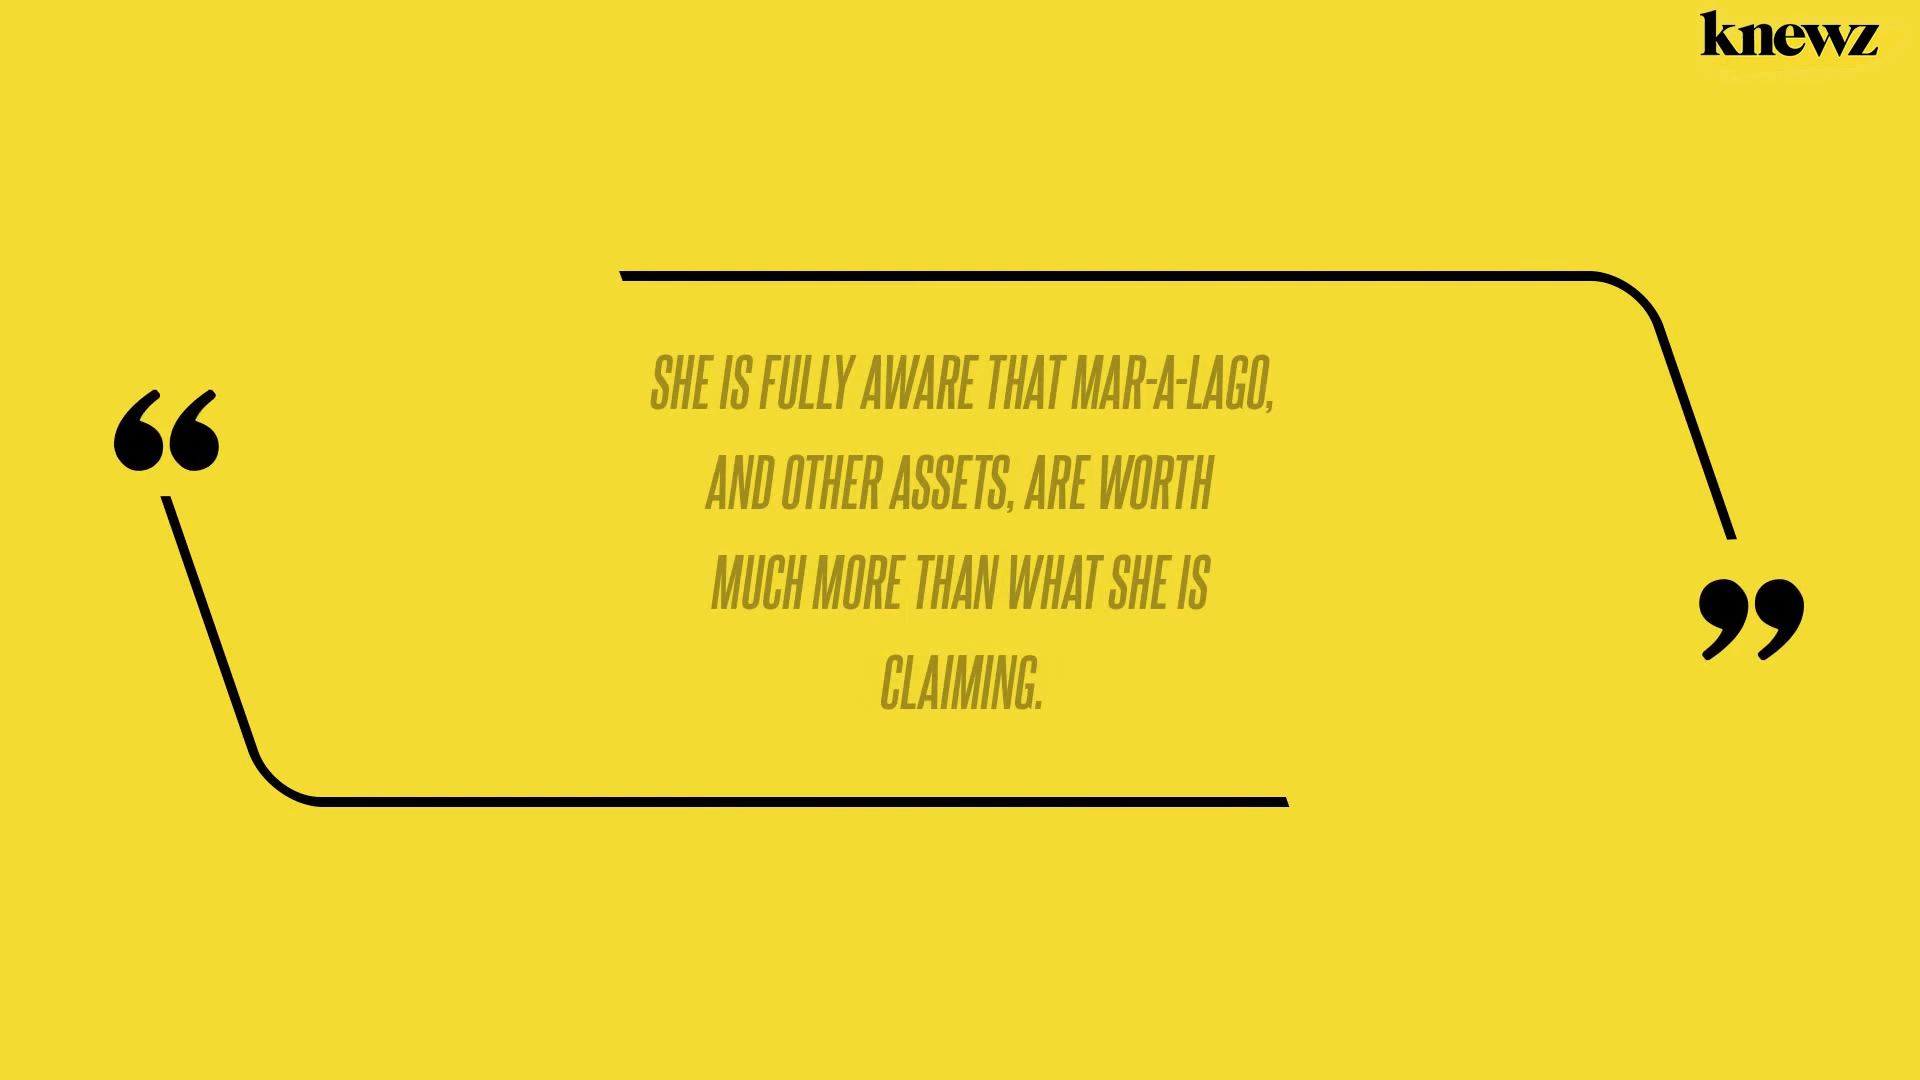 knewz
“
SHE IS FULLY AWARE THAT MAR-A-LAGO,
AND OTHER ASSETS, ARE WORTH
MUCH MORE THAN WHAT SHE IS
CLAIMING.
”